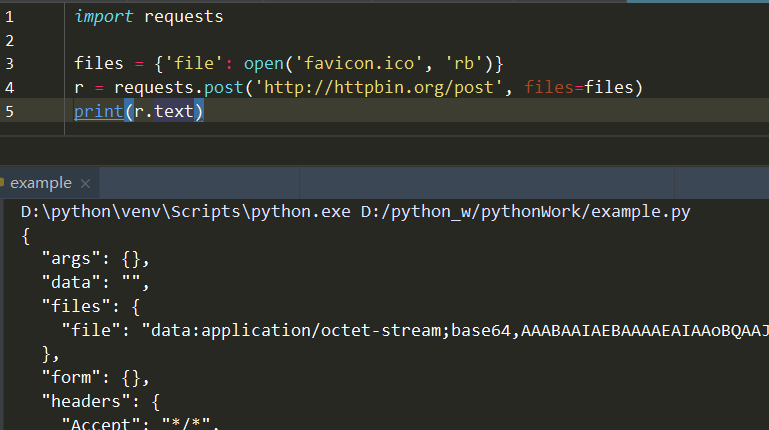 1 import requests
2
3 files = {'file': open('favicon.ico', 'rb')}
4 r = requests.post('http://httpbin.org/post', files=files)
5 print(r.text)
example ×
D:\python\venv\Scripts\python.exe D:/python_w/pythonWork/example.py
{
  "args": {},
  "data": "",
  "files": {
    "file": "data:application/octet-stream;base64,AAABAAIAEBAAAAEAIAAoBQAAJ
  },
  "form": {},
  "headers": {
    "Accept": "*/*",